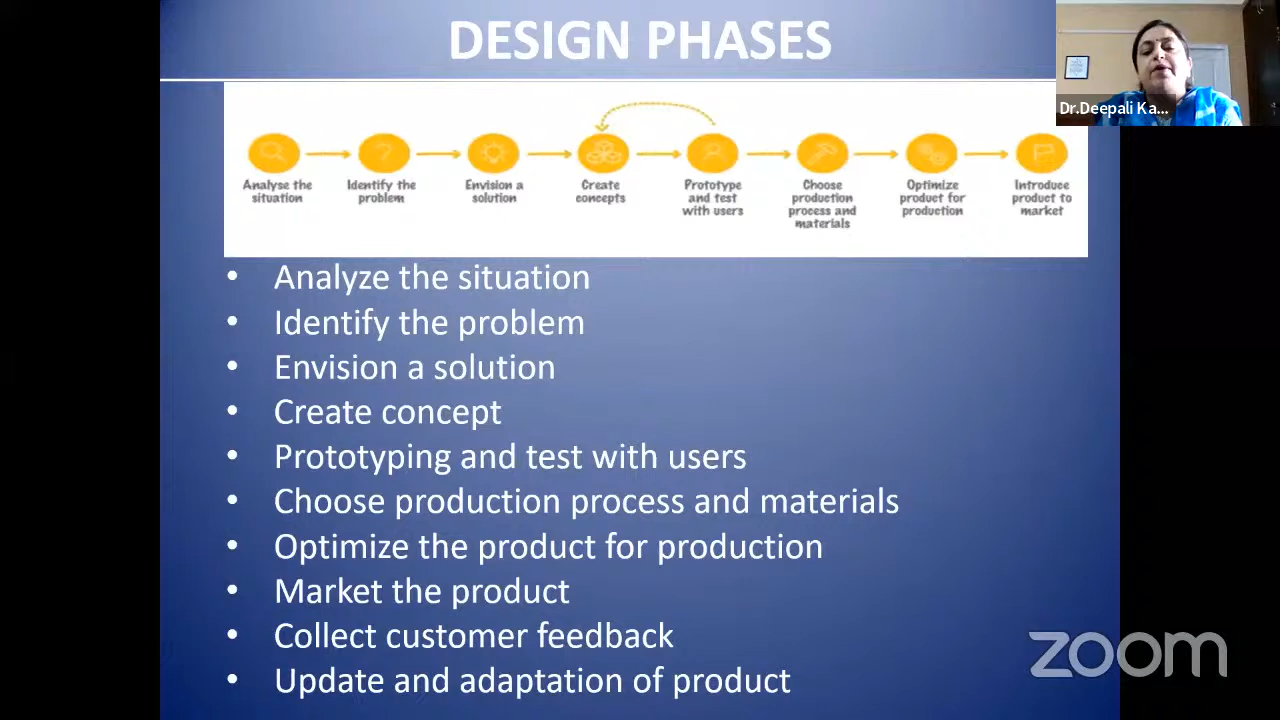 DESIGN PHASES
Dr.Deepali Ka...
Analyse the
situation
Identify the
problem
Envision a
solution
Create
concepts
Prototype
and test
with users
Choose
production
process and
materials
Optimize
product for
production
Introduce
product to
market
• Analyze the situation
• Identify the problem
• Envision a solution
• Create concept
• Prototyping and test with users
• Choose production process and materials
• Optimize the product for production
• Market the product
• Collect customer feedback
• Update and adaptation of product
zoom